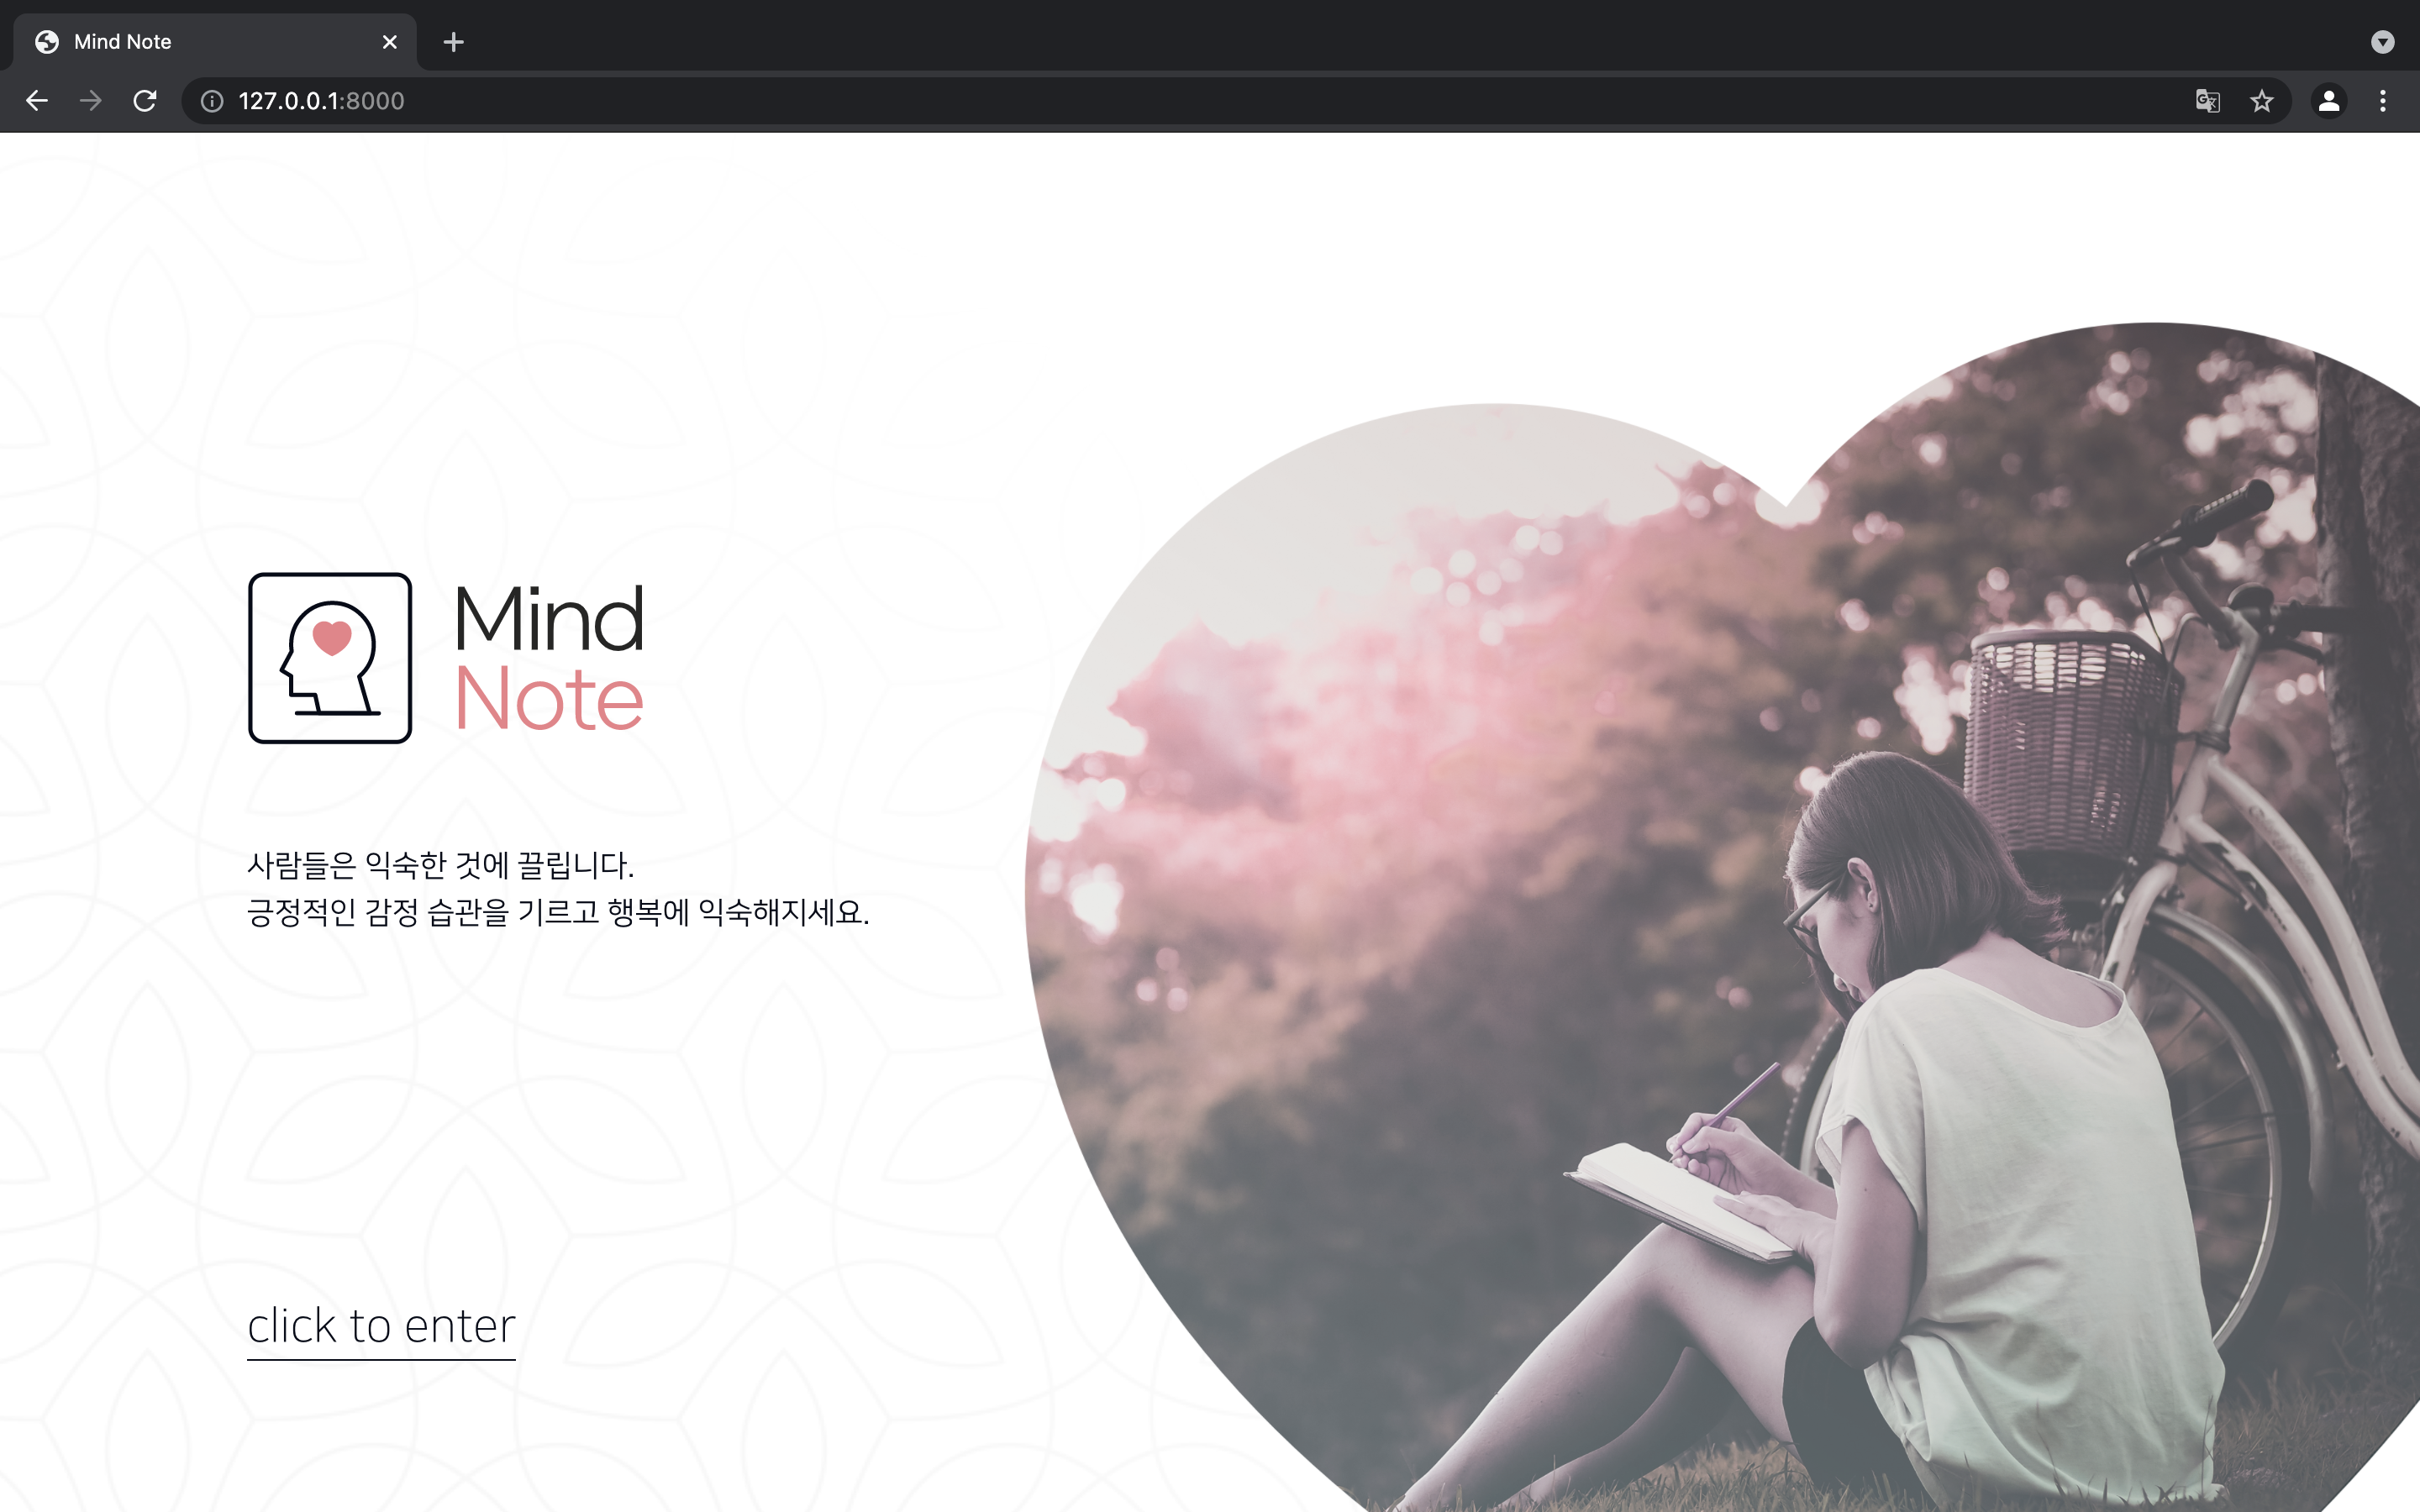 Mind Note
127.0.0.1:8000
Mind
Note
사람들은 익숙한 것에 끌립니다.
긍정적인 감정 습관을 기르고 행복에 익숙해지세요.
click to enter